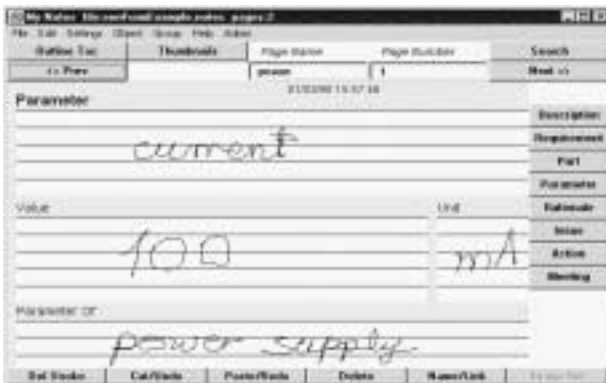 My Notes
File Edit Settings Object Group Help Admin
Outline Toc Thumbnails Page Name Page Number Search
<< Prev power 1 Next >>
Parameter
current
Description
Requirement
Part
Parameter
Rationale
Issue
Action
Meeting
Value Unit
100 mA
Parameter Of
power supply
Del Stroke Cut/Undo Paste/Undo Delete Name/Link